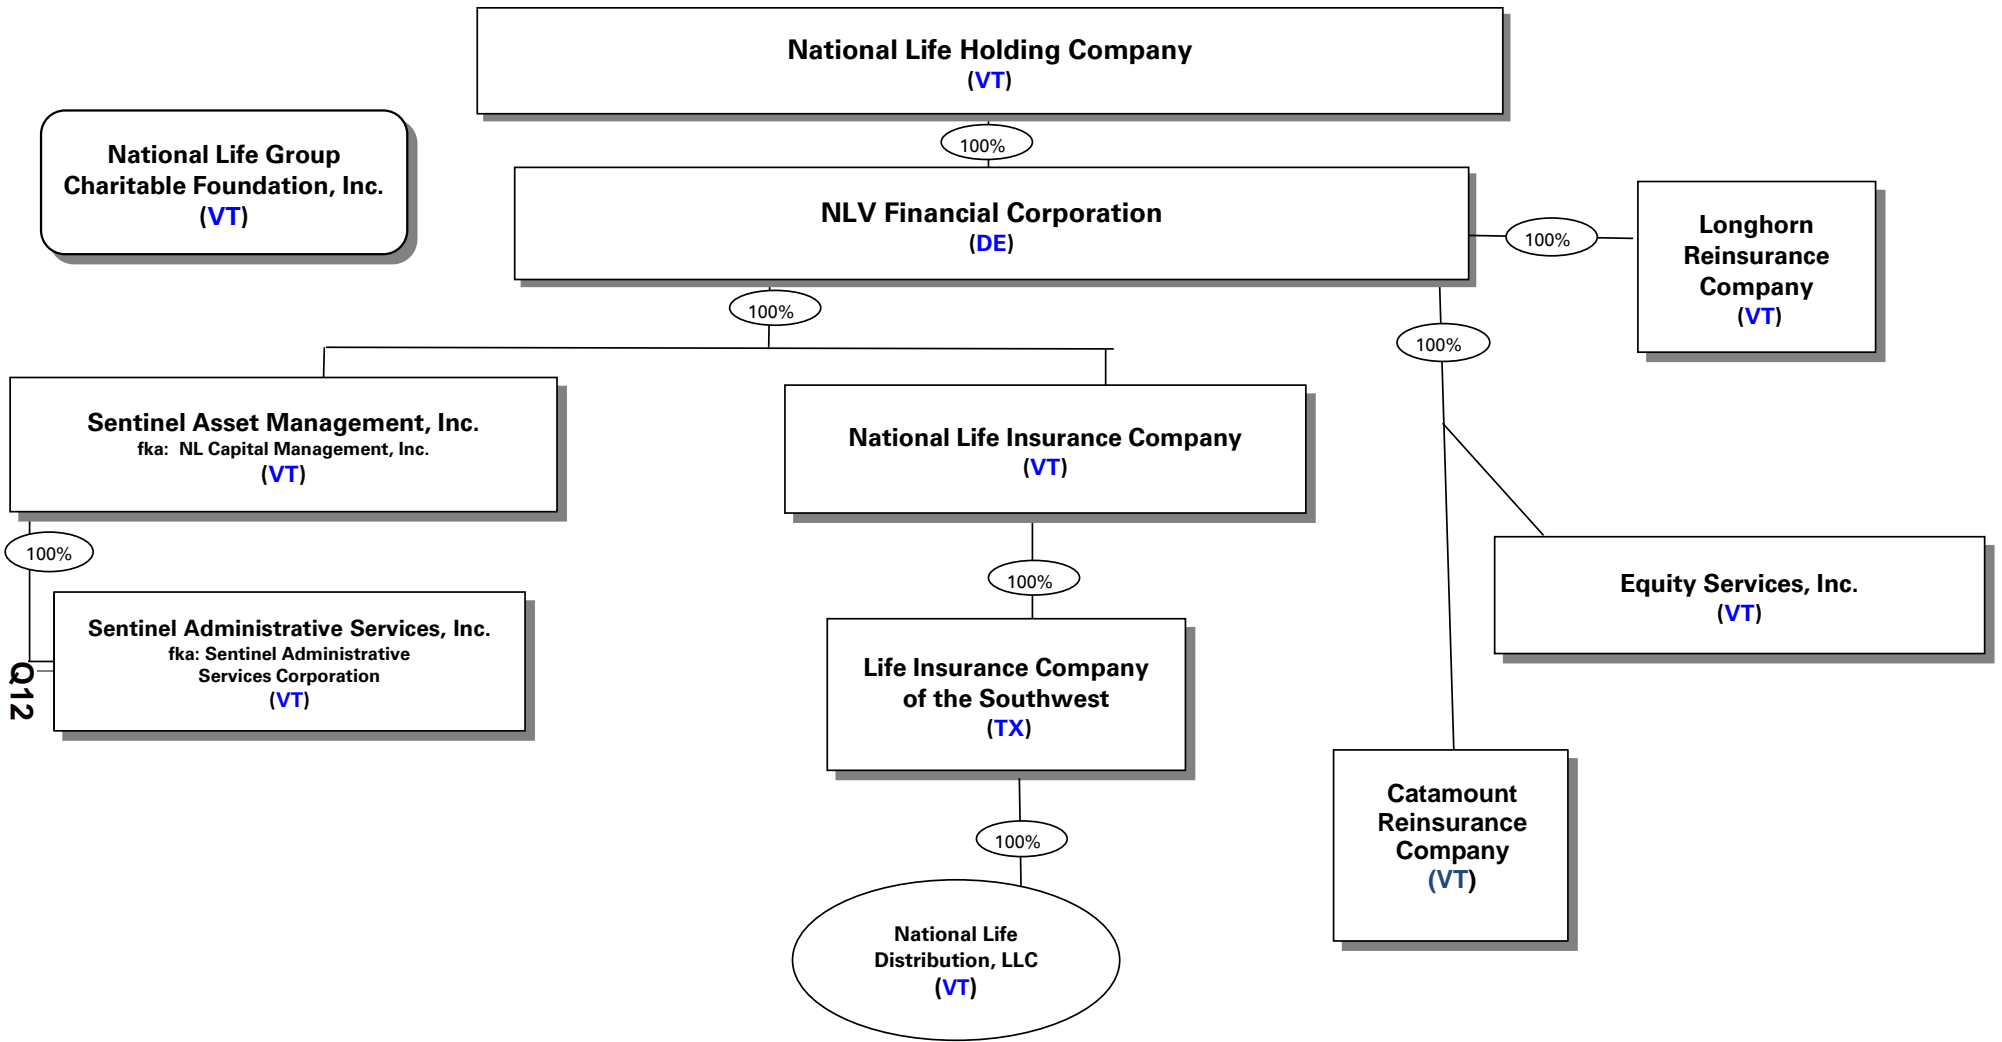 National Life Holding Company
(VT)
100%
National Life Group
Charitable Foundation, Inc.
(VT)
NLV Financial Corporation
(DE)
100%
Longhorn
Reinsurance
Company
(VT)
100%
100%
Sentinel Asset Management, Inc.
fka:  NL Capital Management, Inc.
(VT)
National Life Insurance Company
(VT)
100%
100%
Equity Services, Inc.
(VT)
Sentinel Administrative Services, Inc.
fka: Sentinel Administrative
Services Corporation
(VT)
Q12
Life Insurance Company
of the Southwest
(TX)
100%
Catamount
Reinsurance
Company
(VT)
National Life
Distribution, LLC
(VT)